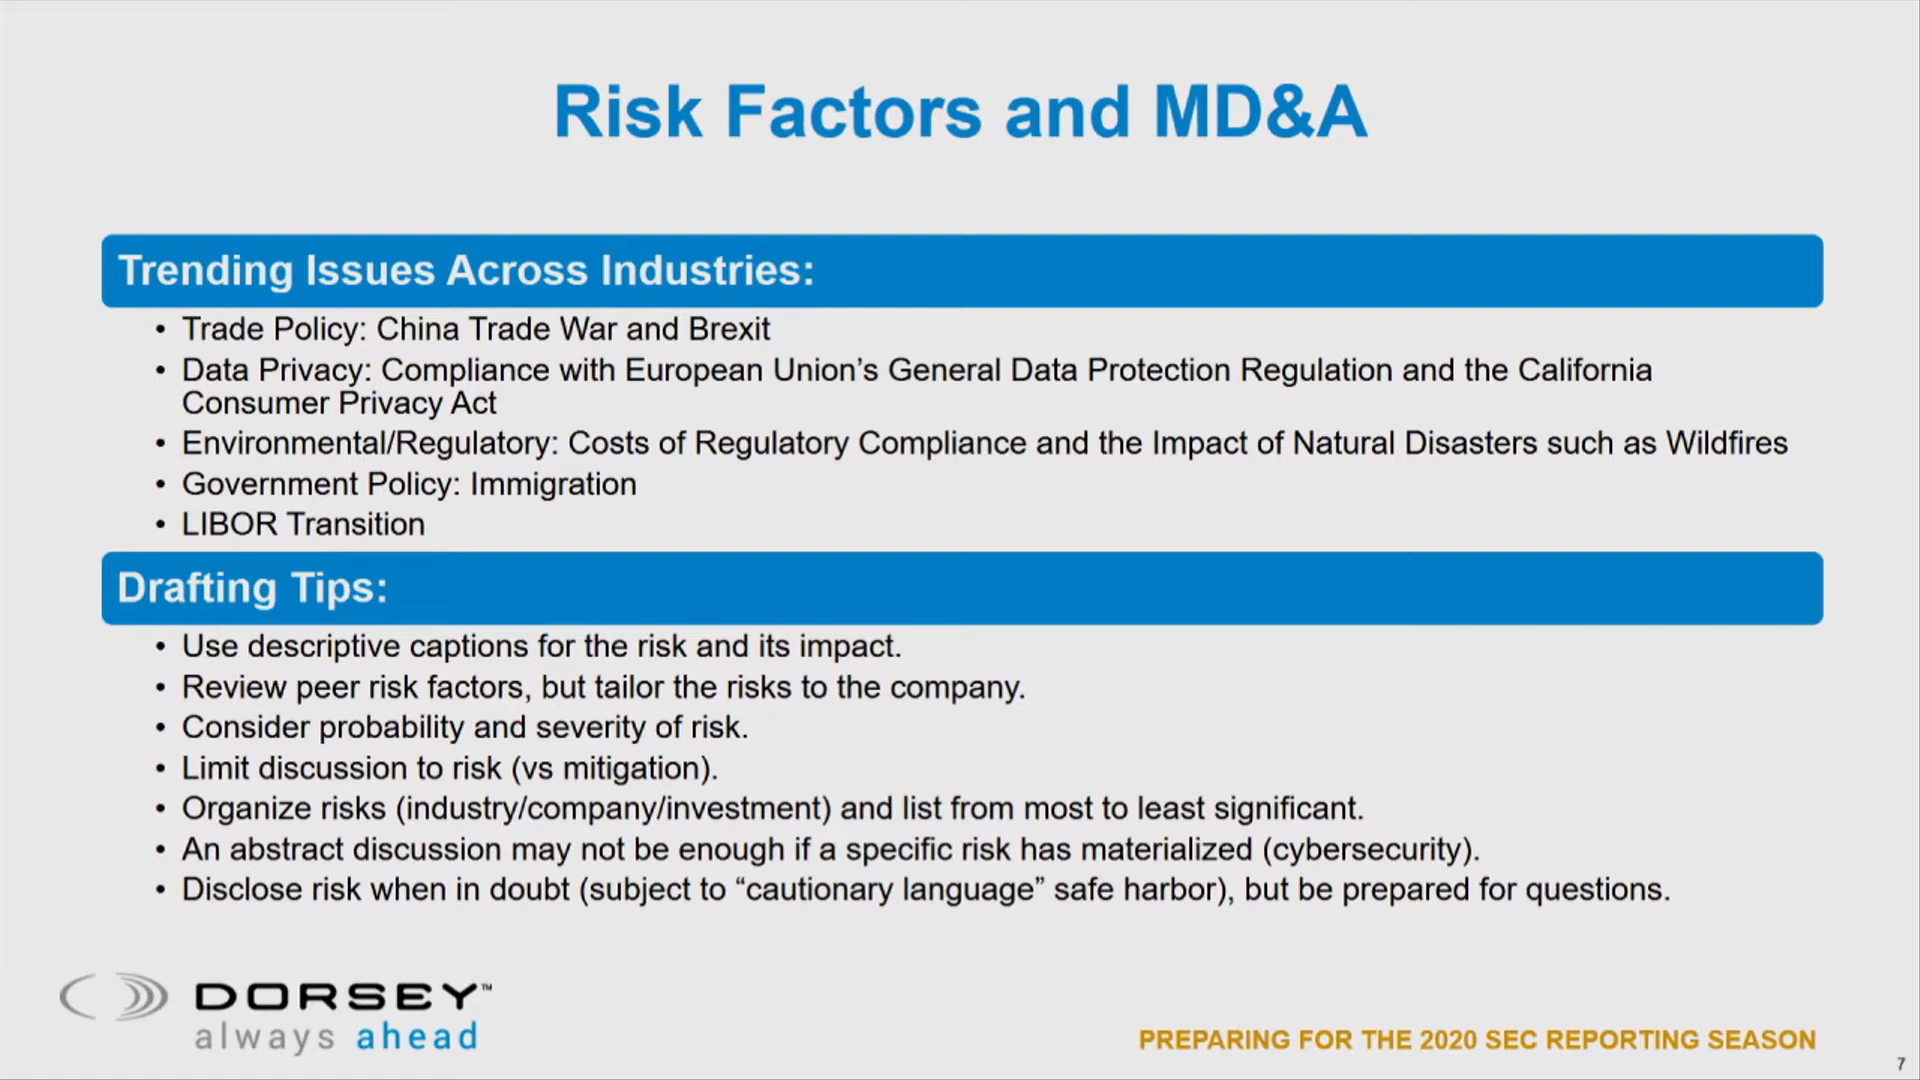 Risk Factors and MD&A
Trending Issues Across Industries:
• Trade Policy: China Trade War and Brexit
• Data Privacy: Compliance with European Union’s General Data Protection Regulation and the California
Consumer Privacy Act
• Environmental/Regulatory: Costs of Regulatory Compliance and the Impact of Natural Disasters such as Wildfires
• Government Policy: Immigration
• LIBOR Transition
Drafting Tips:
• Use descriptive captions for the risk and its impact.
• Review peer risk factors, but tailor the risks to the company.
• Consider probability and severity of risk.
• Limit discussion to risk (vs mitigation).
• Organize risks (industry/company/investment) and list from most to least significant.
• An abstract discussion may not be enough if a specific risk has materialized (cybersecurity).
• Disclose risk when in doubt (subject to “cautionary language” safe harbor), but be prepared for questions.
DORSEY™
always ahead
PREPARING FOR THE 2020 SEC REPORTING SEASON
7